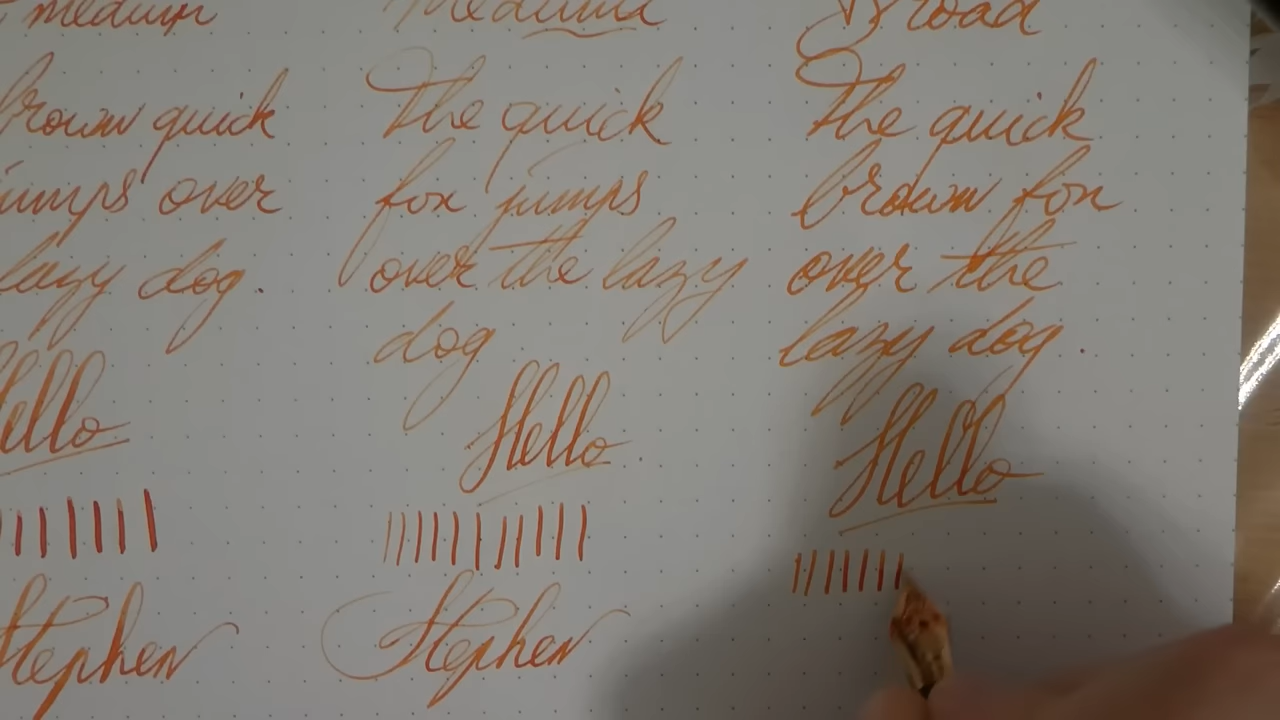 medium
brown quick
jumps over
lazy dog.
Hello
Stephen
Medium
The quick
fox jumps
over the lazy
dog
Hello
Stephen
Broad
The quick
brown fox
over the
lazy dog.
Hello